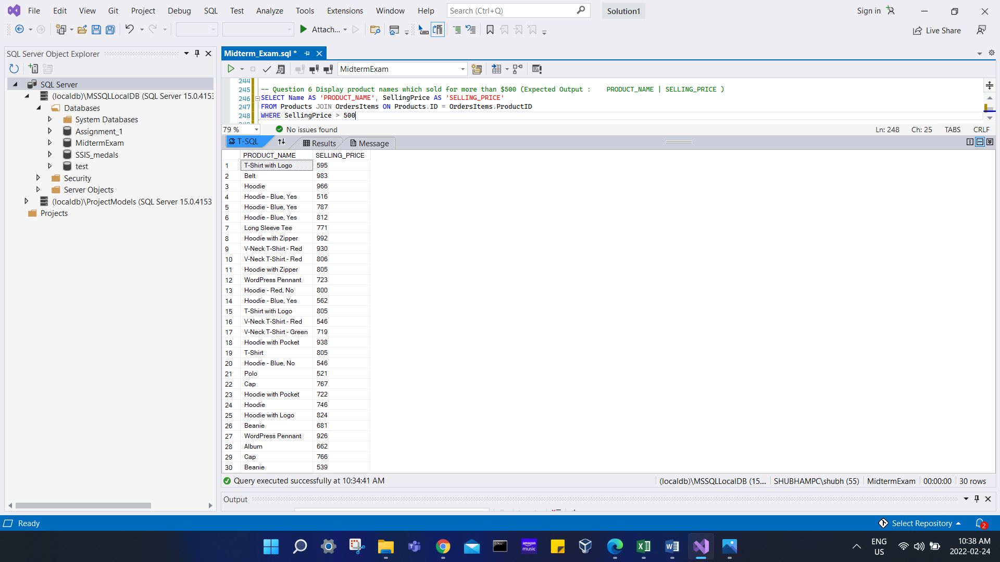 File Edit View Git Project Debug SQL Test Analyze Tools Extensions Window Help Search (Ctrl+Q) Solution1 Sign in
Attach... Live Share
SQL Server Object Explorer
SQL Server
(localdb)\MSSQLLocalDB (SQL Server 15.0.4153
Databases
System Databases
Assignment_1
MidtermExam
SSIS_medals
test
Security
Server Objects
(localdb)\ProjectModels (SQL Server 15.0.4153
Projects
Midterm_Exam.sql *
MidtermExam
244
245 -- Question 6 Display product names which sold for more than $500 (Expected Output : PRODUCT_NAME | SELLING_PRICE )
246 SELECT Name AS 'PRODUCT_NAME', SellingPrice AS 'SELLING_PRICE'
247 FROM Products JOIN OrdersItems ON Products.ID = OrdersItems.ProductID
248 WHERE SellingPrice > 500
79 % No issues found Ln: 248 Ch: 25 TABS CRLF
T-SQL Results Message
PRODUCT_NAME SELLING_PRICE
1 T-Shirt with Logo 595
2 Belt 983
3 Hoodie 966
4 Hoodie - Blue, Yes 516
5 Hoodie - Blue, Yes 787
6 Hoodie - Blue, Yes 812
7 Long Sleeve Tee 771
8 Hoodie with Zipper 992
9 V-Neck T-Shirt - Red 930
10 V-Neck T-Shirt - Red 806
11 Hoodie with Zipper 805
12 WordPress Pennant 723
13 Hoodie - Red, No 800
14 Hoodie - Blue, Yes 562
15 T-Shirt with Logo 805
16 V-Neck T-Shirt - Red 546
17 V-Neck T-Shirt - Green 719
18 Hoodie with Pocket 938
19 T-Shirt 805
20 Hoodie - Blue, No 546
21 Polo 521
22 Cap 767
23 Hoodie with Pocket 722
24 Hoodie 746
25 Hoodie with Logo 824
26 Beanie 681
27 WordPress Pennant 926
28 Album 662
29 Cap 766
30 Beanie 539
Query executed successfully at 10:34:41 AM (localdb)\MSSQLLocalDB (15.... SHUBHAMPC\shubh (55) MidtermExam 00:00:00 30 rows
Output
Ready Select Repository 2
amazon music
ENG
US
10:38 AM
2022-02-24